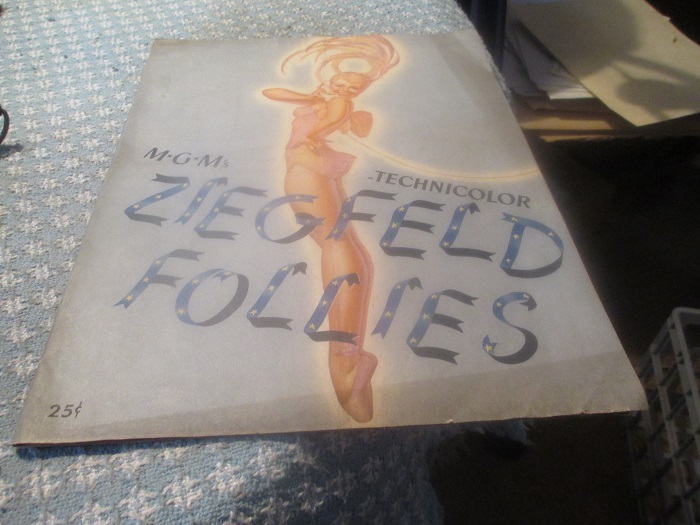 M·G·M's
-TECHNICOLOR-
ZIEGFELD
FOLLIES
25¢